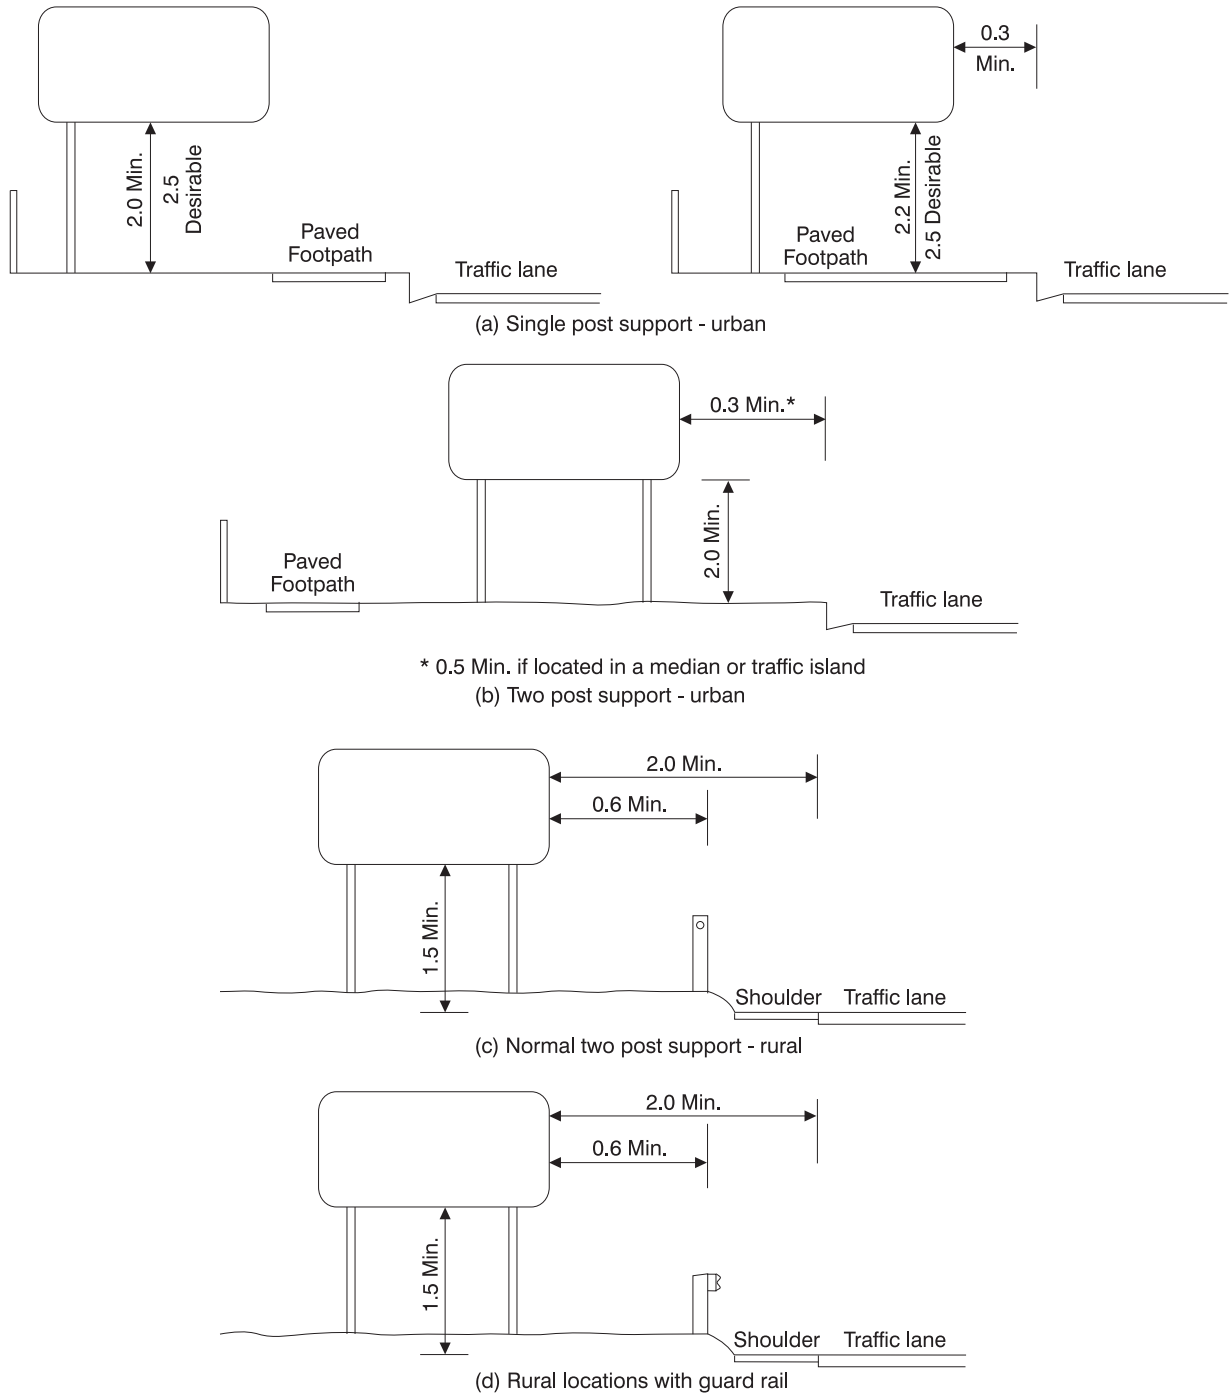 0.3
Min.
2.0 Min.
2.5
Desirable
2.2 Min.
2.5 Desirable
Paved
Footpath
Traffic lane
Paved
Footpath
Traffic lane
(a) Single post support - urban
0.3 Min.*
2.0 Min.
Paved
Footpath
Traffic lane
* 0.5 Min. if located in a median or traffic island
(b) Two post support - urban
2.0 Min.
0.6 Min.
1.5 Min.
Shoulder
Traffic lane
(c) Normal two post support - rural
2.0 Min.
0.6 Min.
1.5 Min.
Shoulder
Traffic lane
(d) Rural locations with guard rail